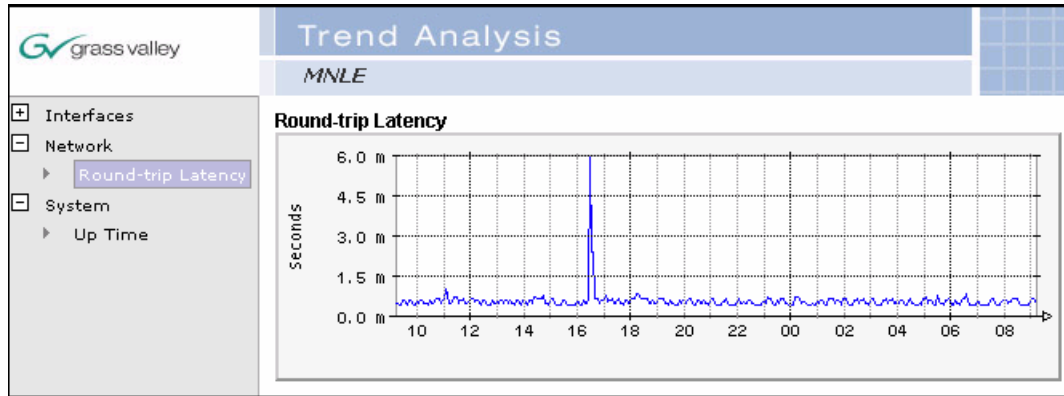 grass valley
Trend Analysis
MNLE
Interfaces
Network
Round-trip Latency
System
Up Time
Round-trip Latency
Seconds
6.0 m
4.5 m
3.0 m
1.5 m
0.0 m
10 12 14 16 18 20 22 00 02 04 06 08